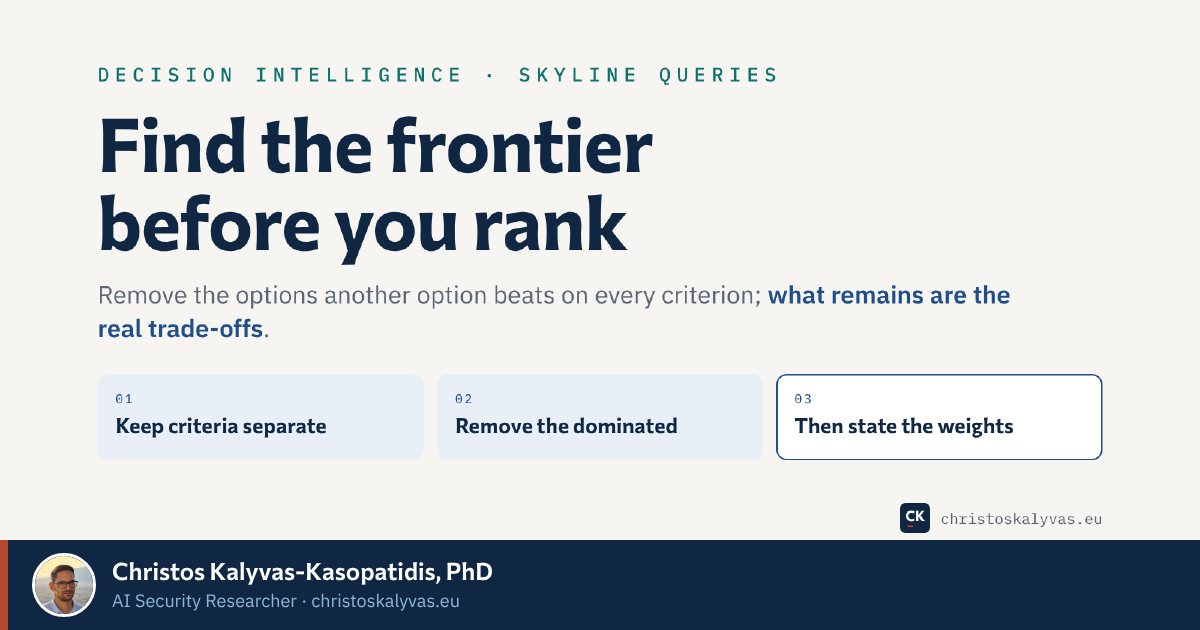 DECISION INTELLIGENCE · SKYLINE QUERIES
Find the frontier
before you rank
Remove the options another option beats on every criterion; what remains are the
real trade-offs.
01
Keep criteria separate
02
Remove the dominated
03
Then state the weights
CK christoskalyvas.eu
Christos Kalyvas-Kasopatidis, PhD
AI Security Researcher · christoskalyvas.eu